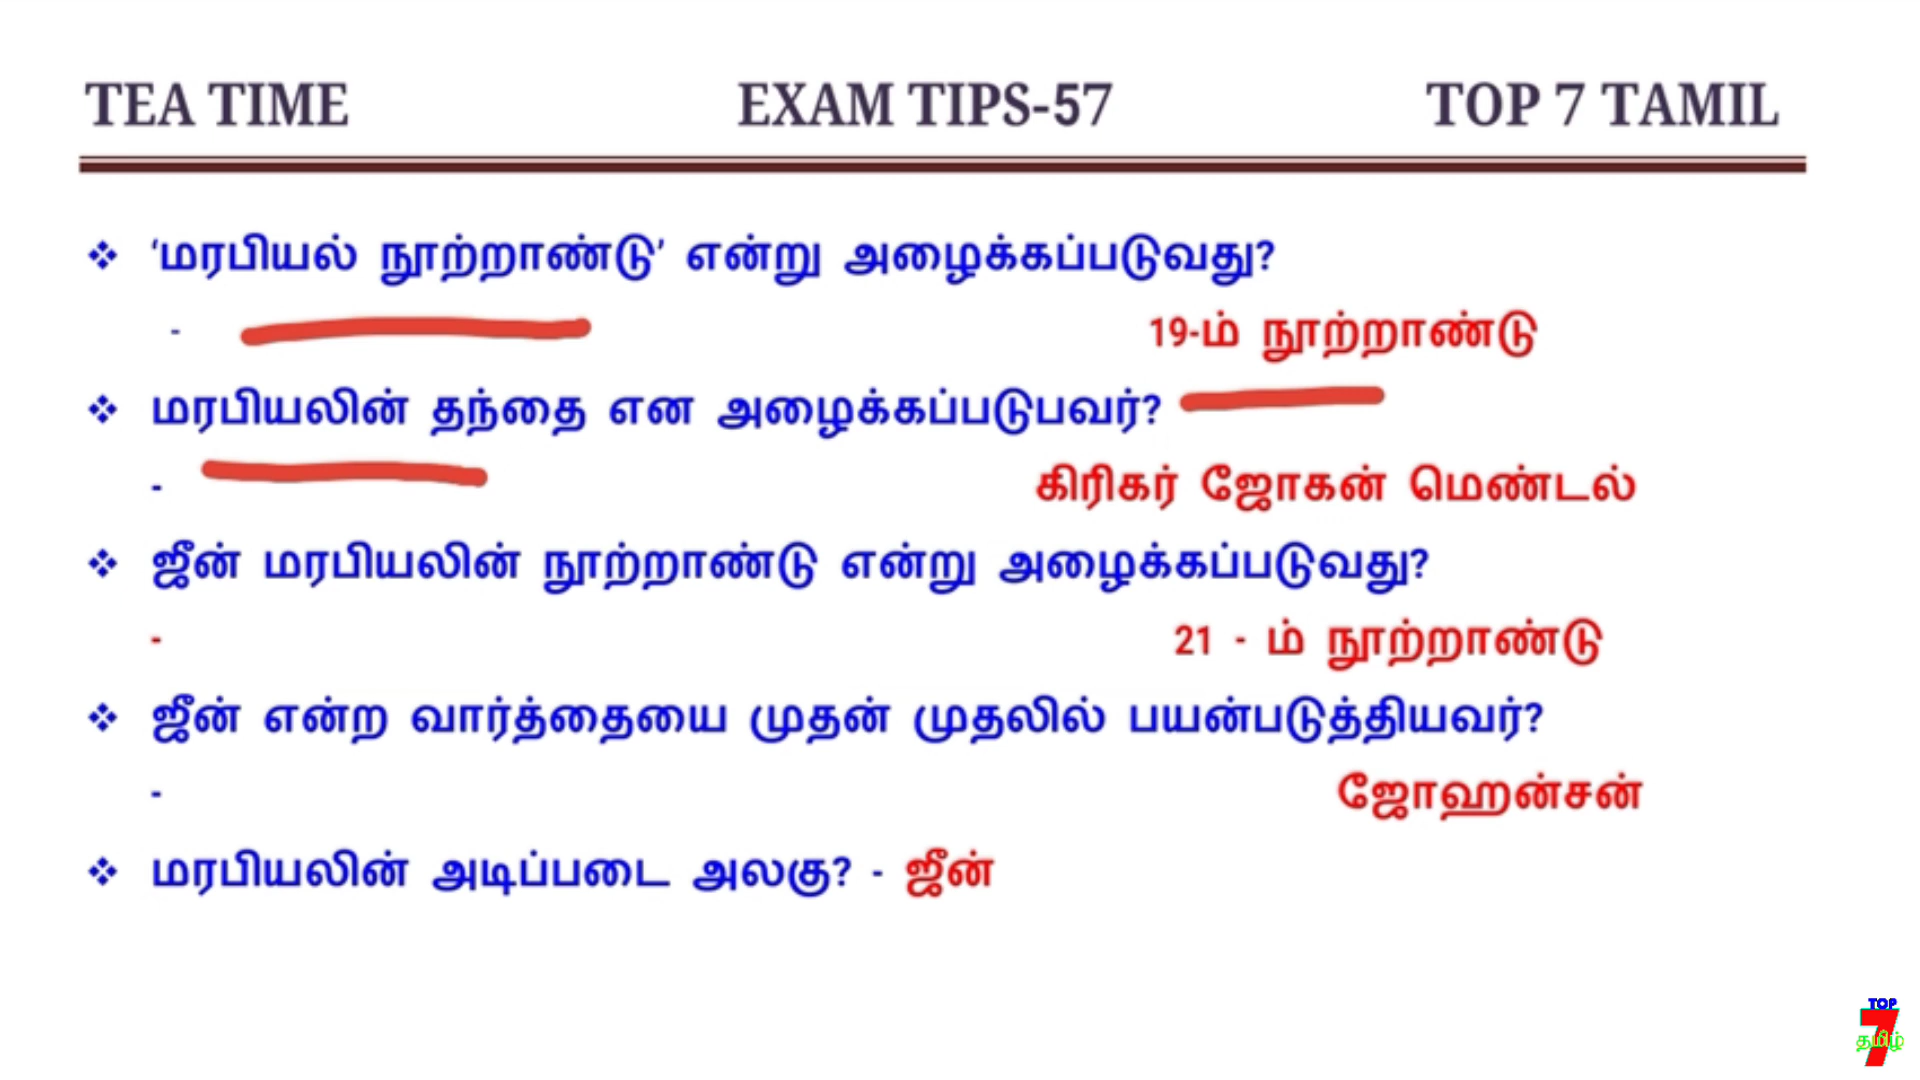 TEA TIME EXAM TIPS-57 TOP 7 TAMIL
❖ ‘மரபியல் நூற்றாண்டு’ என்று அழைக்கப்படுவது?
- 19-ம் நூற்றாண்டு
❖ மரபியலின் தந்தை என அழைக்கப்படுபவர்?
- கிரிகர் ஜோகன் மெண்டல்
❖ ஜீன் மரபியலின் நூற்றாண்டு என்று அழைக்கப்படுவது?
- 21 - ம் நூற்றாண்டு
❖ ஜீன் என்ற வார்த்தையை முதன் முதலில் பயன்படுத்தியவர்?
- ஜோஹன்சன்
❖ மரபியலின் அடிப்படை அலகு? - ஜீன்
TOP
7
தமிழ்